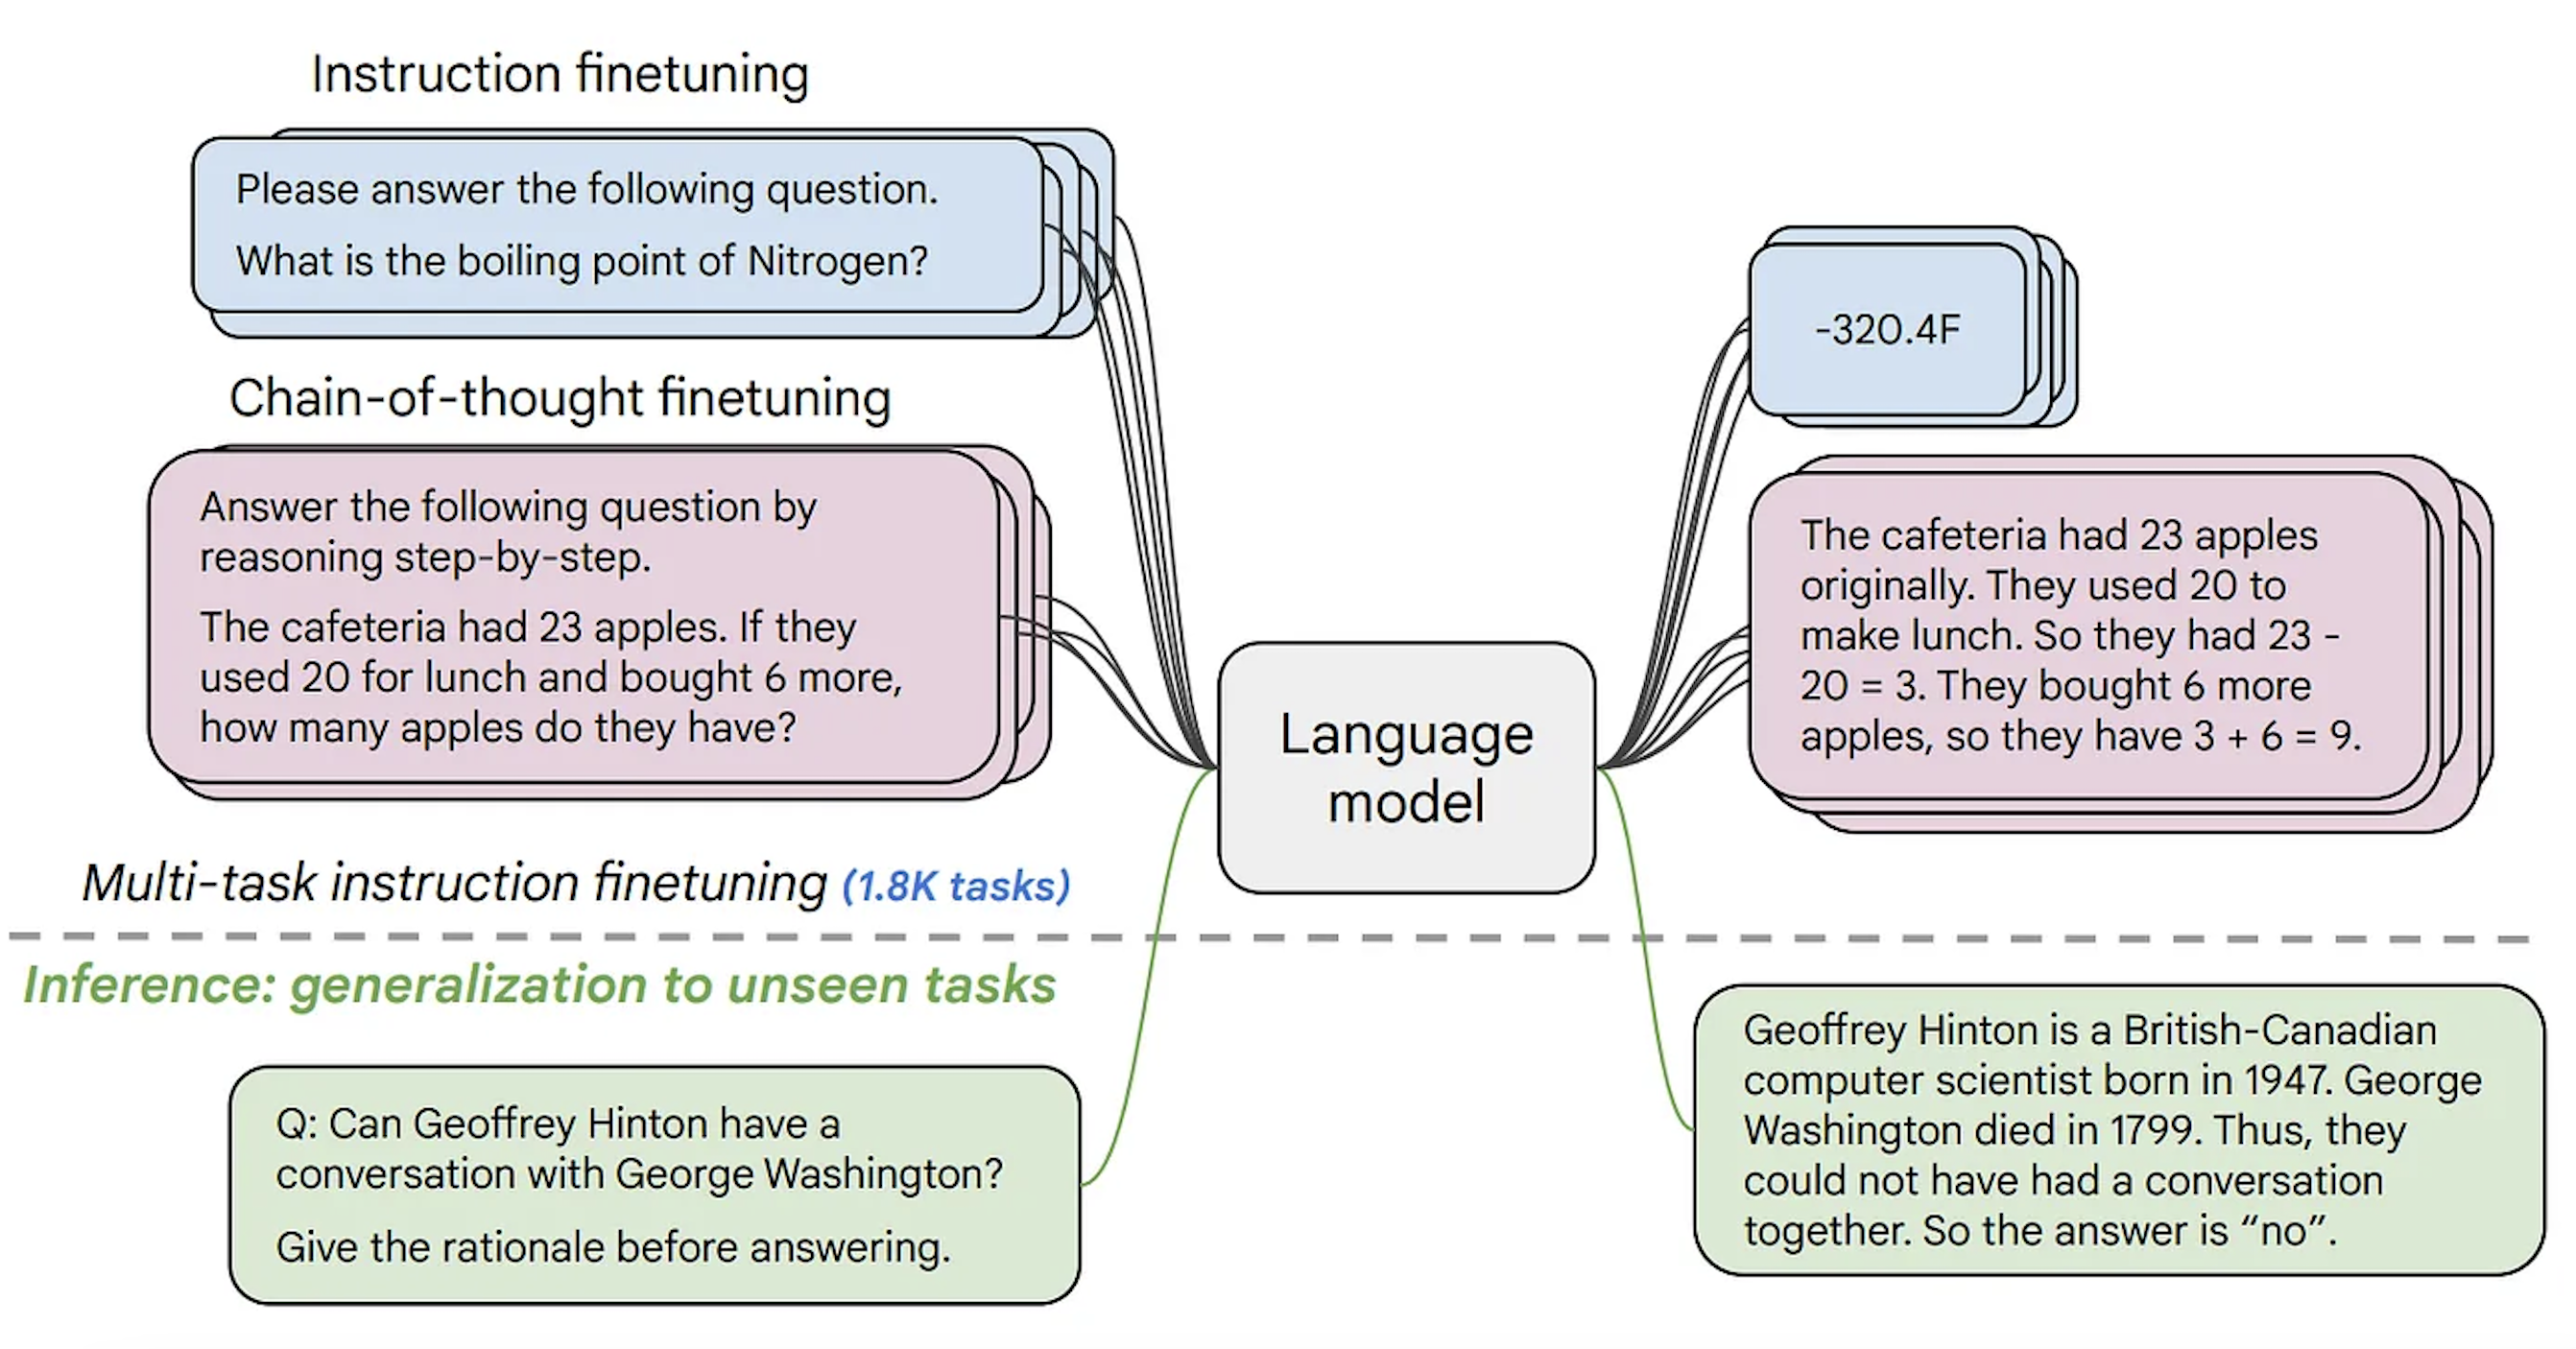 Instruction finetuning
Please answer the following question.
What is the boiling point of Nitrogen?
Chain-of-thought finetuning
Answer the following question by
reasoning step-by-step.
The cafeteria had 23 apples. If they
used 20 for lunch and bought 6 more,
how many apples do they have?
Multi-task instruction finetuning (1.8K tasks)
Language
model
-320.4F
The cafeteria had 23 apples
originally. They used 20 to
make lunch. So they had 23 -
20 = 3. They bought 6 more
apples, so they have 3 + 6 = 9.
Inference: generalization to unseen tasks
Q: Can Geoffrey Hinton have a
conversation with George Washington?
Give the rationale before answering.
Geoffrey Hinton is a British-Canadian
computer scientist born in 1947. George
Washington died in 1799. Thus, they
could not have had a conversation
together. So the answer is “no”.